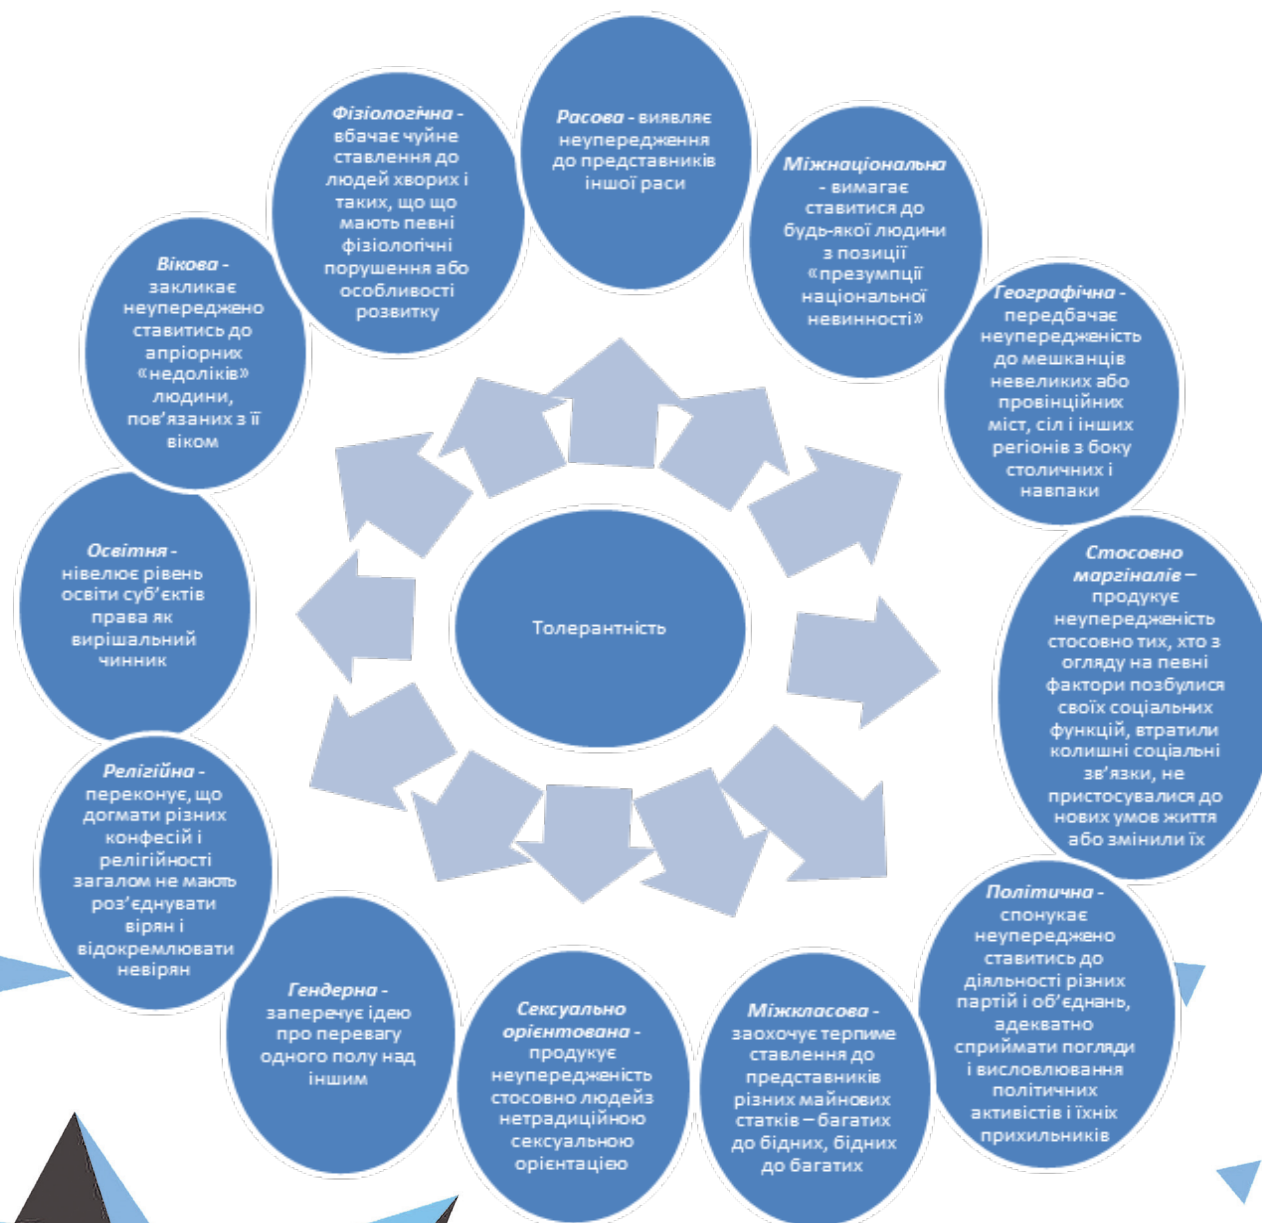 Расова - виявляє
неупередження
до представників
іншої раси
Міжнаціональна
- вимагає
ставитися до
будь-якої людини
з позиції
«презумпції
національної
невинності»
Географічна -
передбачає
неупередженість
до мешканців
невеликих або
провінційних
міст, сіл і інших
регіонів з боку
столичних і
навпаки
Стосовно
маргіналів –
продукує
неупередженість
стосовно тих, хто з
огляду на певні
фактори позбулися
своїх соціальних
функцій, втратили
колишні соціальні
зв’язки, не
пристосувалися до
нових умов життя
або змінили їх
Політична -
спонукає
неупереджено
ставитись до
діяльності різних
партій і об’єднань,
адекватно
сприймати погляди
і висловлювання
політичних
активістів і їхніх
прихильників
Міжкласова -
заохочує терпиме
ставлення до
представників
різних майнових
статків – багатих
до бідних, бідних
до багатих
Сексуально
орієнтована -
продукує
неупередженість
стосовно людейз
нетрадиційною
сексуальною
орієнтацією
Гендерна -
заперечує ідею
про перевагу
одного полу над
іншим
Релігійна -
переконує, що
догмати різних
конфесій і
релігійності
загалом не мають
роз’єднувати
вірян і
відокремлювати
невірян
Освітня -
нівелює рівень
освіти суб’єктів
права як
вирішальний
чинник
Вікова -
закликає
неупереджено
ставитись до
апріорних
«недоліків»
людини,
пов’язаних з її
віком
Фізіологічна -
вбачає чуйне
ставлення до
людей хворих і
таких, що що
мають певні
фізіологічні
порушення або
особливості
розвитку
Толерантність